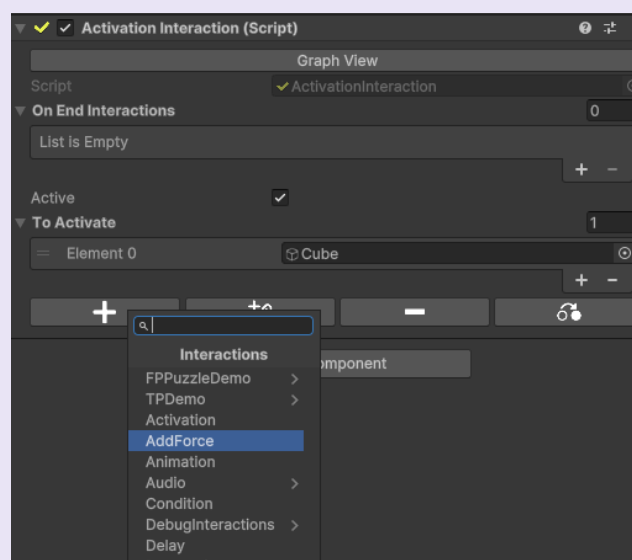 Activation Interaction (Script)
Graph View
Script ActivationInteraction
On End Interactions 0
List is Empty
Active
To Activate 1
Element 0 Cube
Interactions
FPPuzzleDemo
TPDemo
Activation
AddForce
Animation
Audio
Condition
DebugInteractions
Delay